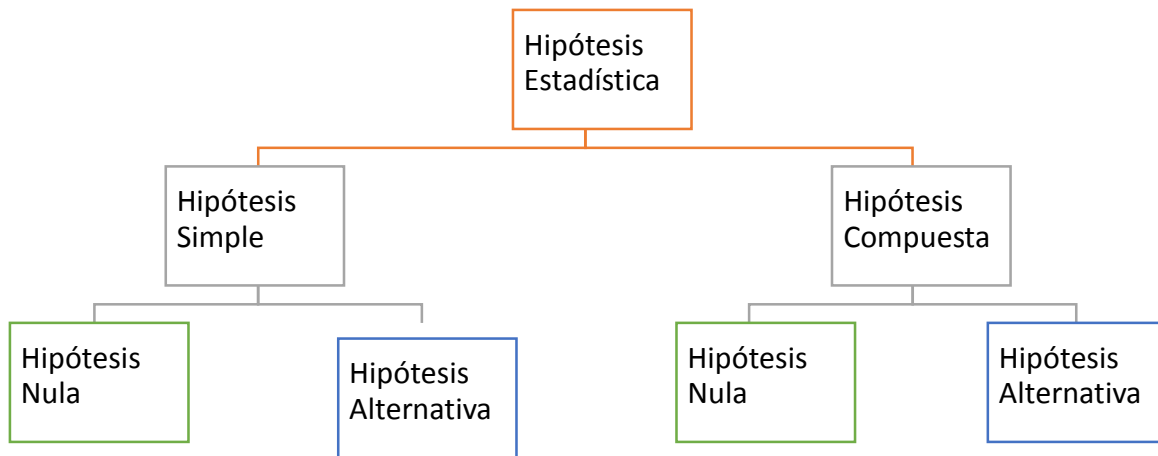 Hipótesis
Estadística
Hipótesis
Simple
Hipótesis
Compuesta
Hipótesis
Nula
Hipótesis
Alternativa
Hipótesis
Nula
Hipótesis
Alternativa